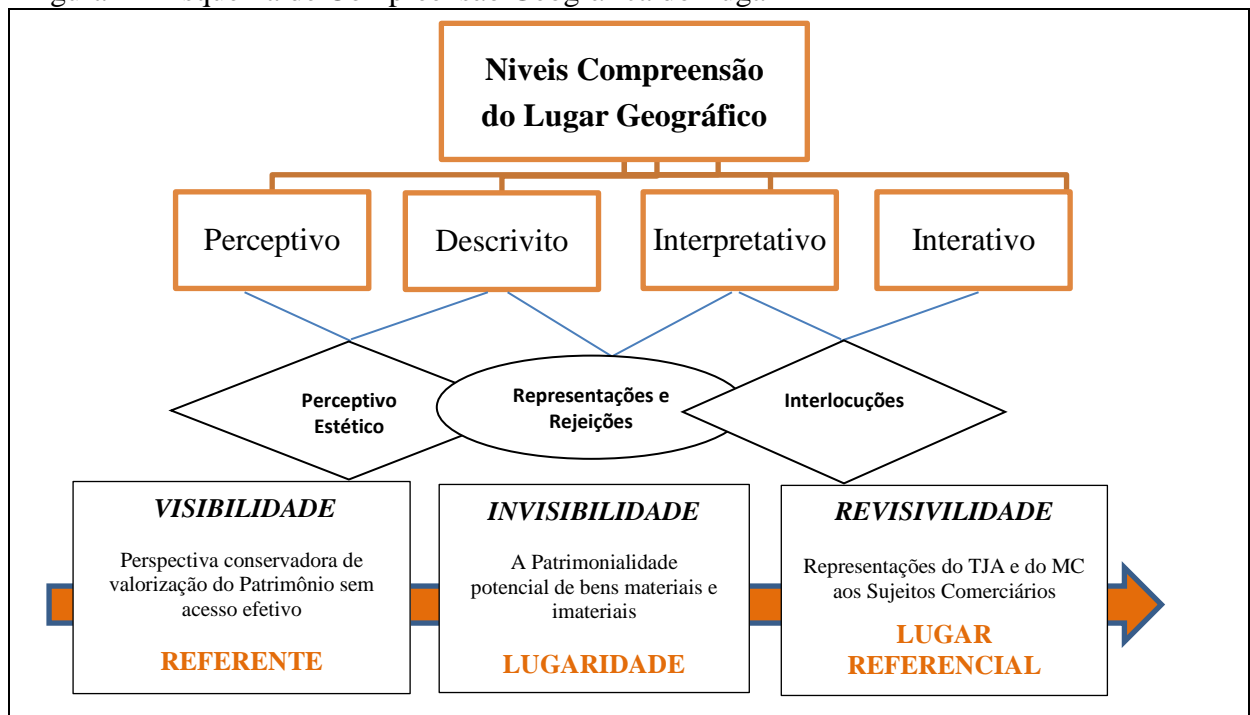 Niveis Compreensão
do Lugar Geográfico
Perceptivo
Descrivito
Interpretativo
Interativo
Perceptivo
Estético
Representações e
Rejeições
Interlocuções
VISIBILIDADE
Perspectiva conservadora de
valorização do Patrimônio sem
acesso efetivo
REFERENTE
INVISIBILIDADE
A Patrimonialidade
potencial de bens materiais e
imateriais
LUGARIDADE
REVISIVILIDADE
Representações do TJA e do MC
aos Sujeitos Comerciários
LUGAR
REFERENCIAL